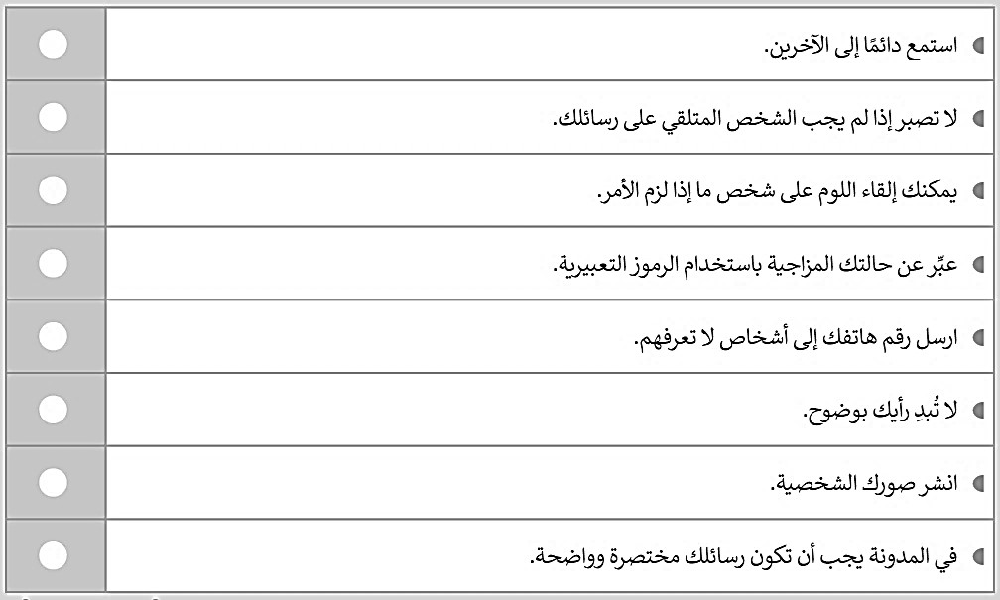 استمع دائمًا إلى الآخرين.
لا تصبر إذا لم يجب الشخص المتلقي على رسائلك.
يمكنك إلقاء اللوم على شخص ما إذا لزم الأمر.
عبِّر عن حالتك المزاجية باستخدام الرموز التعبيرية.
ارسل رقم هاتفك إلى أشخاص لا تعرفهم.
لا تُبدِ رأيك بوضوح.
انشر صورك الشخصية.
في المدونة يجب أن تكون رسائلك مختصرة وواضحة.